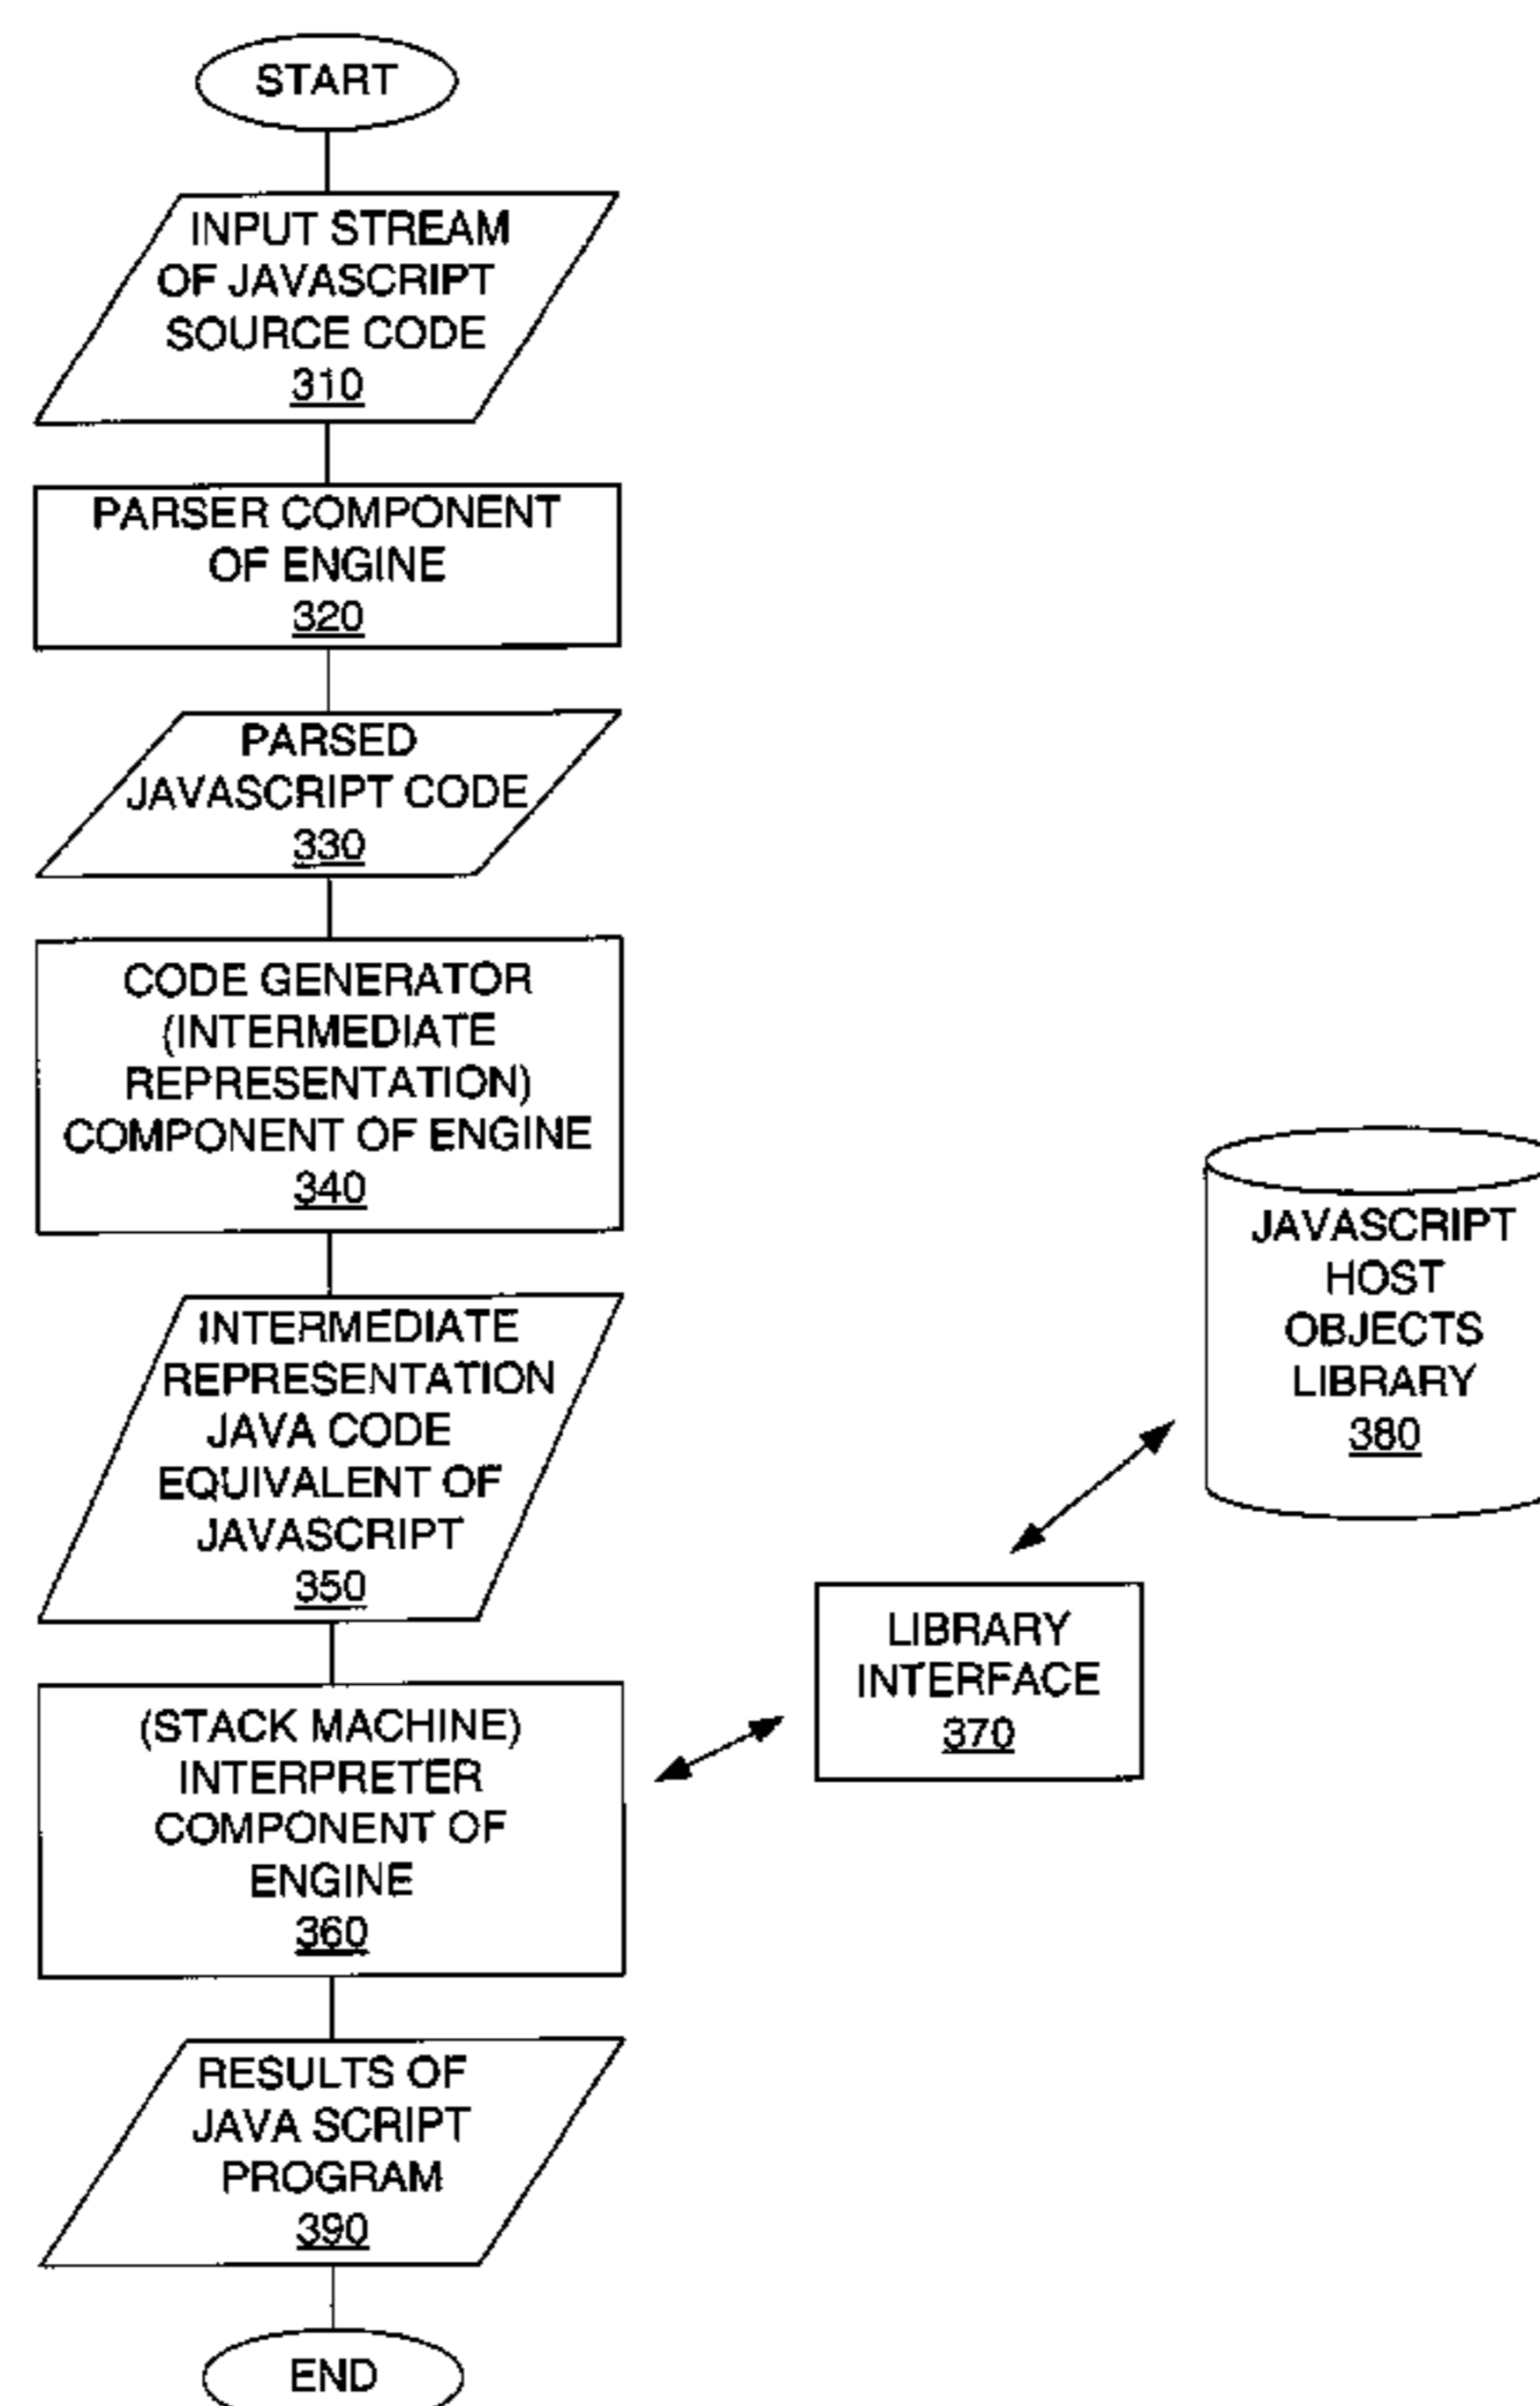 START
INPUT STREAM
OF JAVASCRIPT
SOURCE CODE
310
PARSER COMPONENT
OF ENGINE
320
PARSED
JAVASCRIPT CODE
330
CODE GENERATOR
(INTERMEDIATE
REPRESENTATION)
COMPONENT OF ENGINE
340
INTERMEDIATE
REPRESENTATION
JAVA CODE
EQUIVALENT OF
JAVASCRIPT
350
(STACK MACHINE)
INTERPRETER
COMPONENT OF
ENGINE
360
LIBRARY
INTERFACE
370
JAVASCRIPT
HOST
OBJECTS
LIBRARY
380
RESULTS OF
JAVA SCRIPT
PROGRAM
390
END